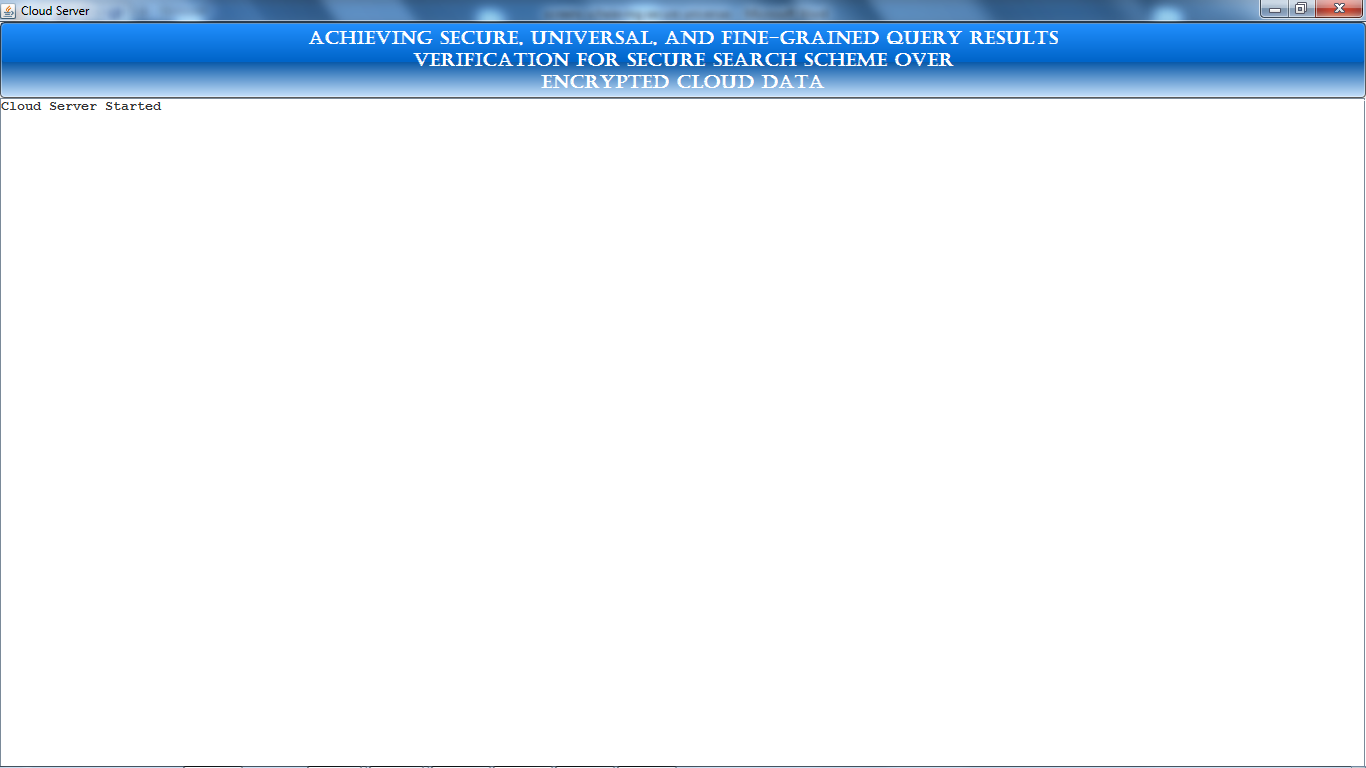 Cloud Server
ACHIEVING SECURE, UNIVERSAL, AND FINE-GRAINED QUERY RESULTS
VERIFICATION FOR SECURE SEARCH SCHEME OVER
ENCRYPTED CLOUD DATA
Cloud Server Started